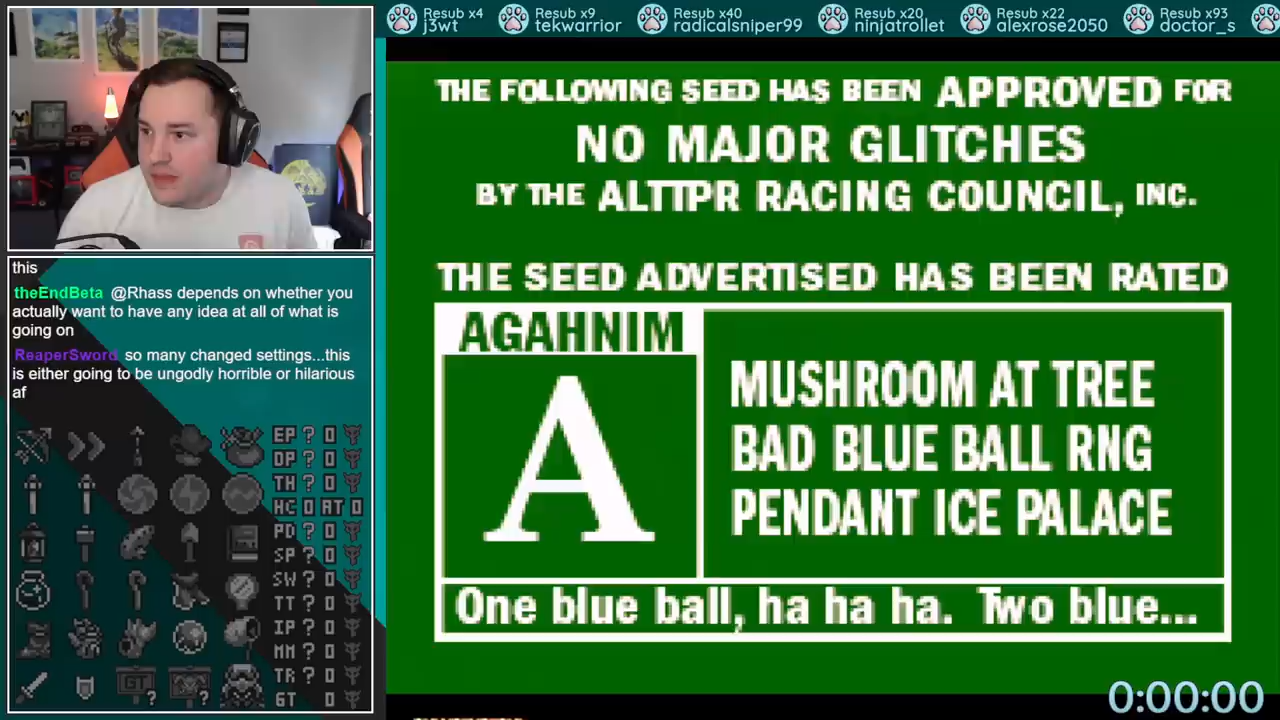 Resub x4
j3wt
Resub x9
tekwarrior
Resub x40
radicalsniper99
Resub x20
ninjatrollet
Resub x22
alexrose2050
Resub x93
doctor_s
THE FOLLOWING SEED HAS BEEN APPROVED FOR
NO MAJOR GLITCHES
BY THE ALTTPR RACING COUNCIL, INC.
THE SEED ADVERTISED HAS BEEN RATED
AGAHNIM
A
MUSHROOM AT TREE
BAD BLUE BALL RNG
PENDANT ICE PALACE
One blue ball, ha ha ha. Two blue...
0:00:00
this
theEndBeta @Rhass depends on whether you
actually want to have any idea at all of what is
going on
ReaperSword so many changed settings...this
is either going to be ungodly horrible or hilarious
af
EP ? 0
DP ? 0
TH ? 0
HC 0 AT 0
PD ? 0
SP ? 0
SW ? 0
TT ? 0
IP ? 0
MM ? 0
TR ? 0
GT 0
GT ?
?